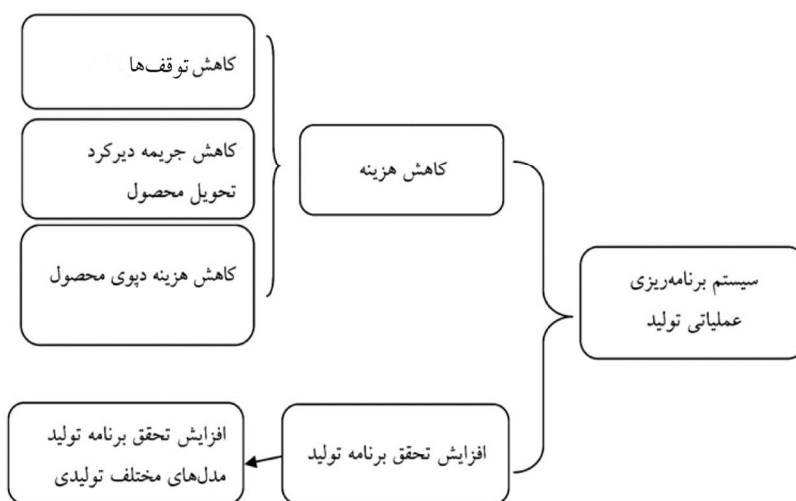 سیستم برنامه‌ریزی
عملیاتی تولید
کاهش هزینه
کاهش توقف‌ها
کاهش جریمه دیرکرد
تحویل محصول
کاهش هزینه دپوی محصول
افزایش تحقق برنامه تولید
افزایش تحقق برنامه تولید
مدل‌های مختلف تولیدی